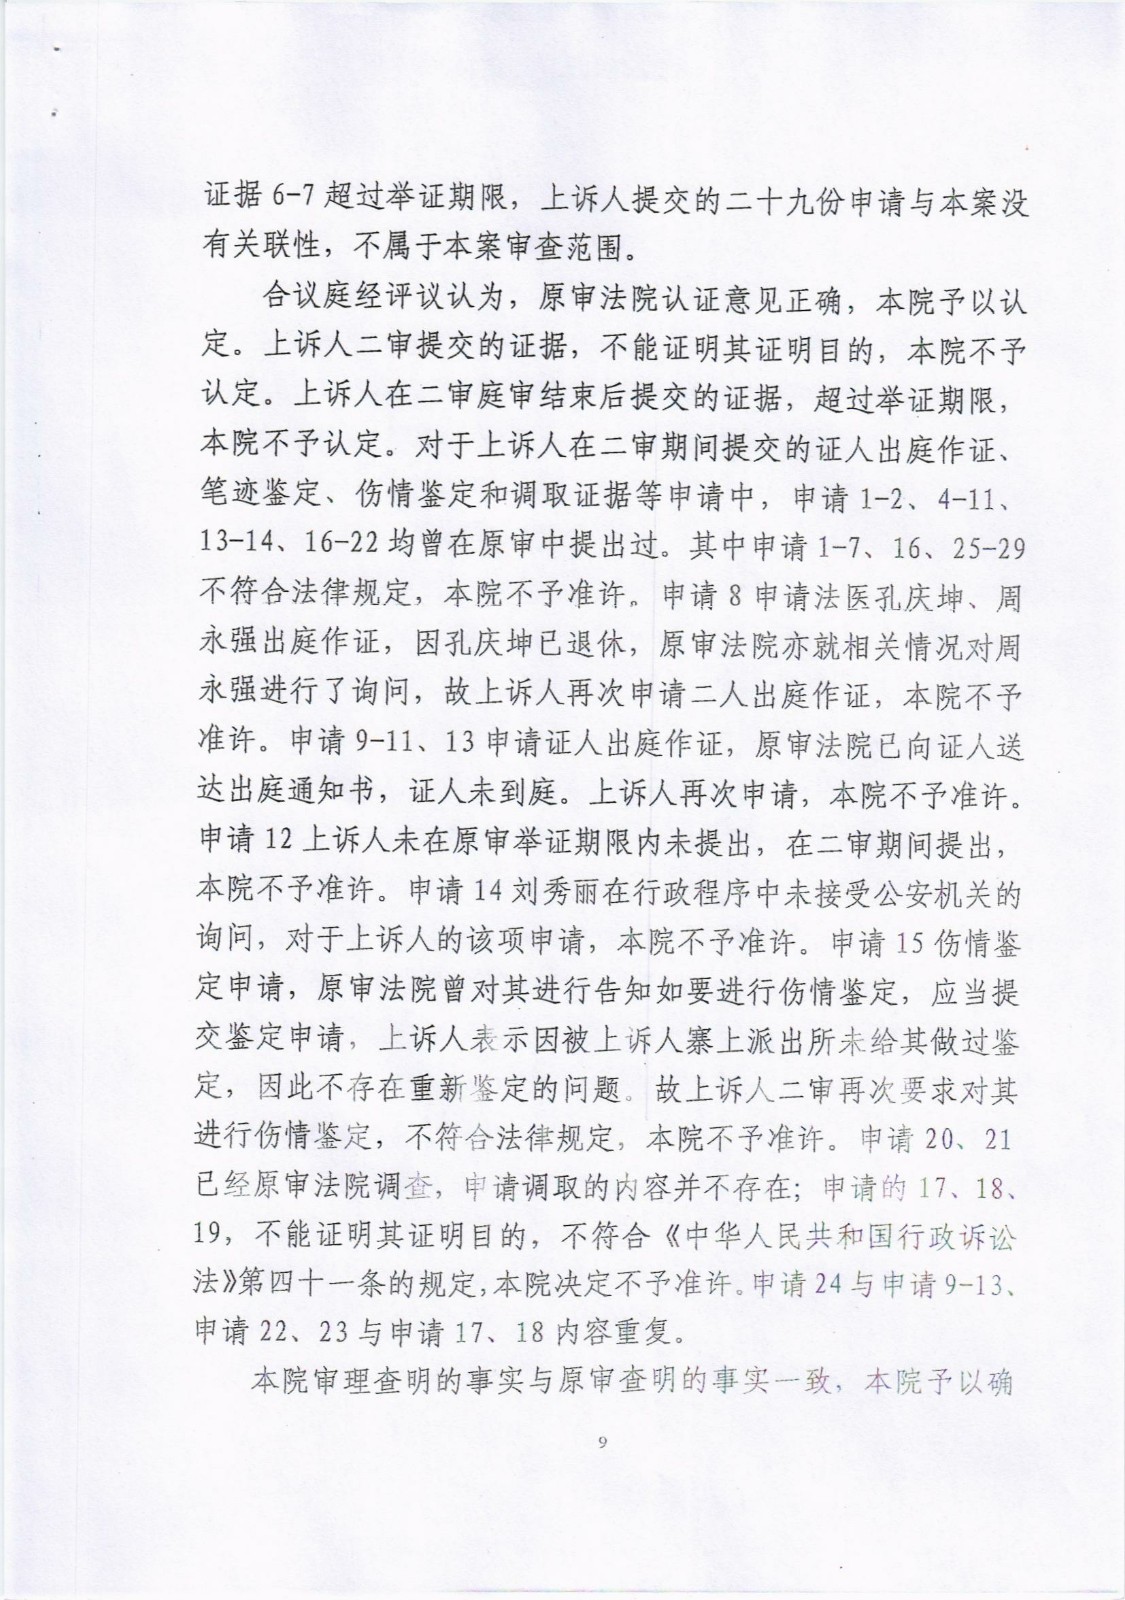 证据 6-7 超过举证期限，上诉人提交的二十九份申请与本案没
有关联性，不属于本案审查范围。
合议庭经评议认为，原审法院认证意见正确，本院予以认
定。上诉人二审提交的证据，不能证明其证明目的，本院不予
认定。上诉人在二审庭审结束后提交的证据，超过举证期限，
本院不予认定。对于上诉人在二审期间提交的证人出庭作证、
笔迹鉴定、伤情鉴定和调取证据等申请中，申请 1-2、4-11、
13-14、16-22 均曾在原审中提出过。其中申请 1-7、16、25-29
不符合法律规定，本院不予准许。申请 8 申请法医孔庆坤、周
永强出庭作证，因孔庆坤已退休，原审法院亦就相关情况对周
永强进行了询问，故上诉人再次申请二人出庭作证，本院不予
准许。申请 9-11、13 申请证人出庭作证，原审法院已向证人送
达出庭通知书，证人未到庭。上诉人再次申请，本院不予准许。
申请 12 上诉人未在原审举证期限内未提出，在二审期间提出，
本院不予准许。申请 14 刘秀丽在行政程序中未接受公安机关的
询问，对于上诉人的该项申请，本院不予准许。申请 15 伤情鉴
定申请，原审法院曾对其进行告知如要进行伤情鉴定，应当提
交鉴定申请，上诉人表示因被上诉人寨上派出所未给其做过鉴
定，因此不存在重新鉴定的问题。故上诉人二审再次要求对其
进行伤情鉴定，不符合法律规定，本院不予准许。申请 20、21
已经原审法院调查，申请调取的内容并不存在；申请的 17、18、
19，不能证明其证明目的，不符合《中华人民共和国行政诉讼
法》第四十一条的规定，本院决定不予准许。申请 24 与申请 9-13、
申请 22、23 与申请 17、18 内容重复。
本院审理查明的事实与原审查明的事实一致，本院予以确
9